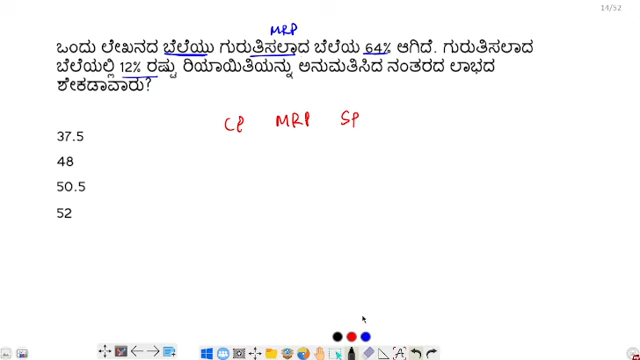 14/52
MRP
ಒಂದು ಲೇಖನದ ಬೆಲೆಯು ಗುರುತಿಸಲಾದ ಬೆಲೆಯ 64% ಆಗಿದೆ. ಗುರುತಿಸಲಾದ
ಬೆಲೆಯಲ್ಲಿ 12% ರಷ್ಟು ರಿಯಾಯಿತಿಯನ್ನು ಅನುಮತಿಸಿದ ನಂತರದ ಲಾಭದ
ಶೇಕಡಾವಾರು?
CP MRP SP
37.5
48
50.5
52